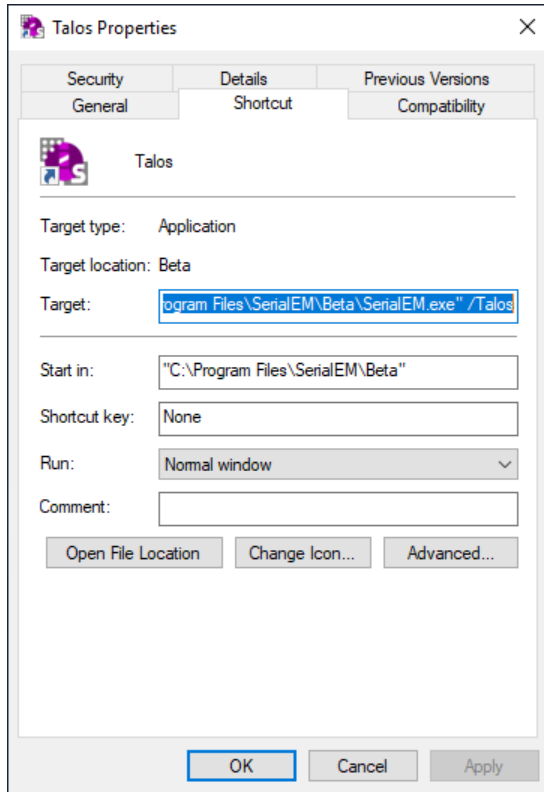 Talos Properties
Security Details Previous Versions
General Shortcut Compatibility
Talos
Target type: Application
Target location: Beta
Target: ogram Files\SerialEM\Beta\SerialEM.exe" /Talos
Start in: "C:\Program Files\SerialEM\Beta"
Shortcut key: None
Run: Normal window
Comment:
Open File Location Change Icon... Advanced...
OK Cancel Apply